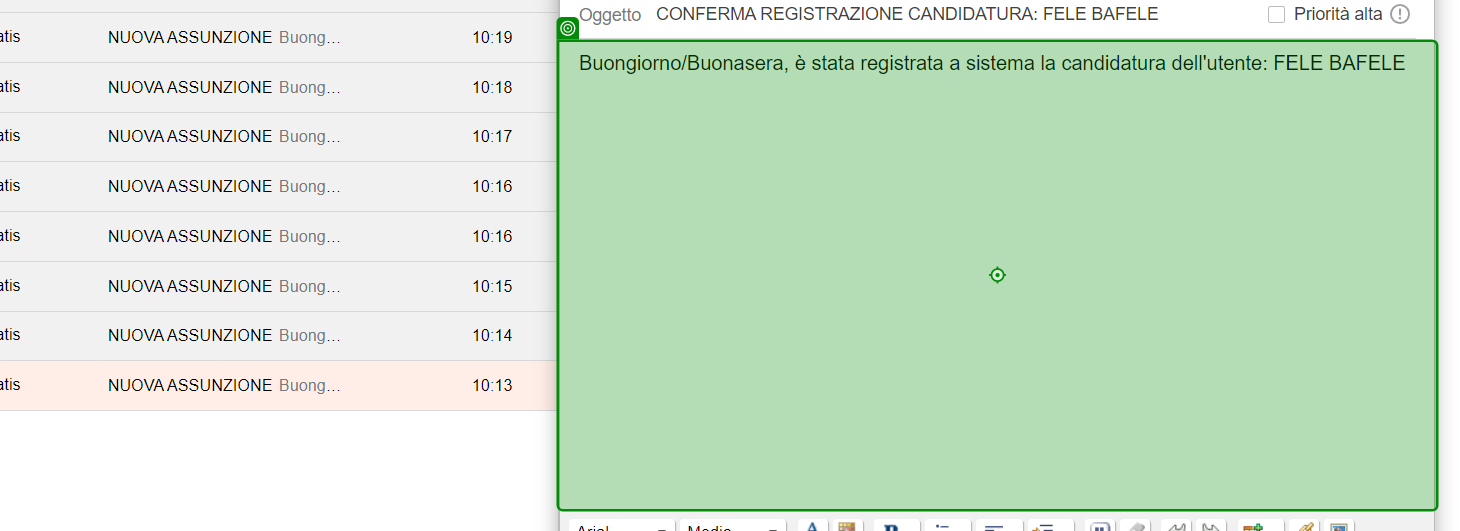 Oggetto CONFERMA REGISTRAZIONE CANDIDATURA: FELE BAFELE Priorità alta
atis NUOVA ASSUNZIONE Buong... 10:19
Buongiorno/Buonasera, è stata registrata a sistema la candidatura dell'utente: FELE BAFELE
atis NUOVA ASSUNZIONE Buong... 10:18
atis NUOVA ASSUNZIONE Buong... 10:17
atis NUOVA ASSUNZIONE Buong... 10:16
atis NUOVA ASSUNZIONE Buong... 10:16
atis NUOVA ASSUNZIONE Buong... 10:15
atis NUOVA ASSUNZIONE Buong... 10:14
atis NUOVA ASSUNZIONE Buong... 10:13
Arial Medio